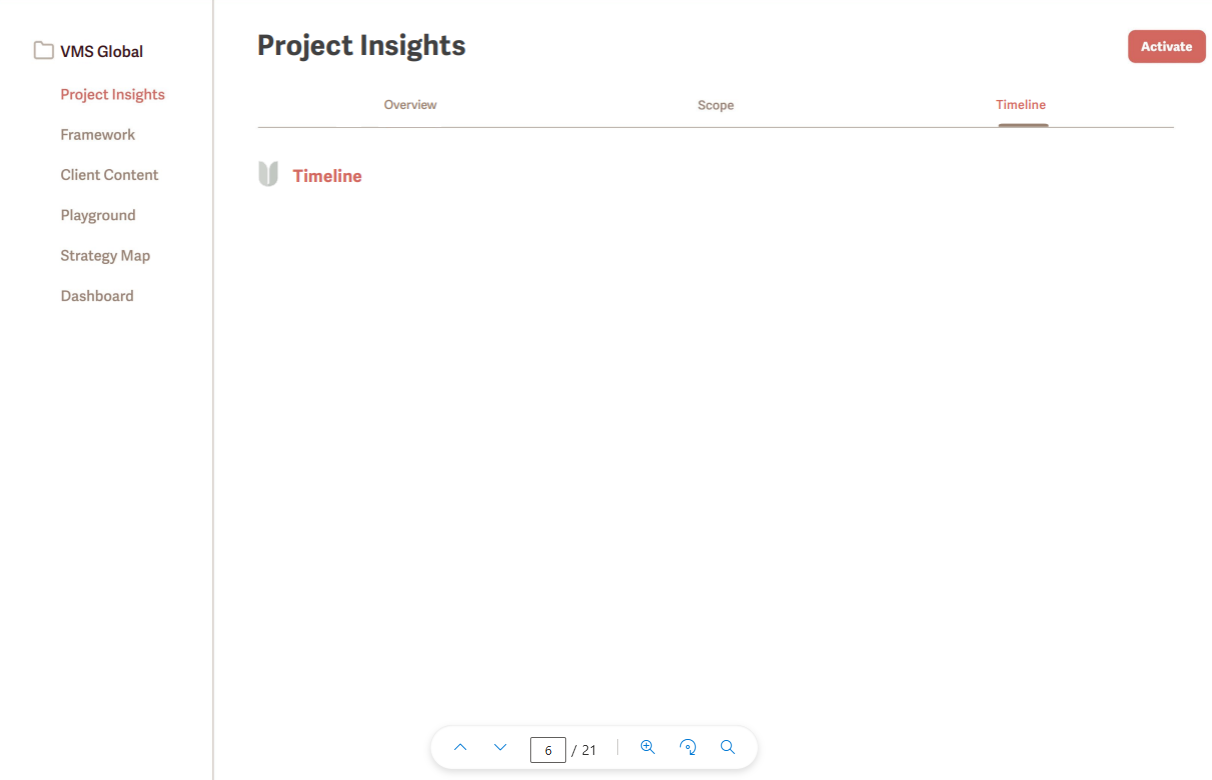 VMS Global
Project Insights
Framework
Client Content
Playground
Strategy Map
Dashboard
Project Insights
Activate
Overview
Scope
Timeline
Timeline
6 / 21